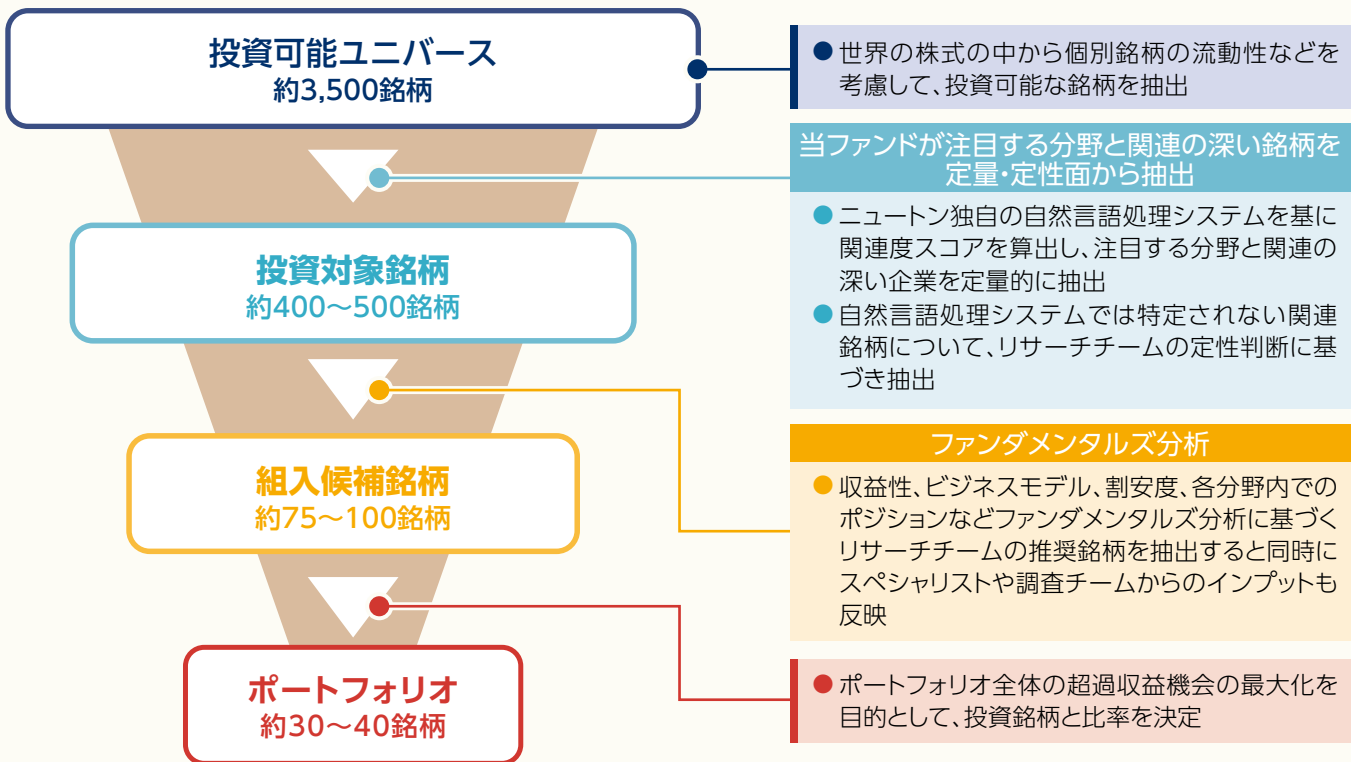 投資可能ユニバース
約3,500銘柄
●世界の株式の中から個別銘柄の流動性などを
考慮して、投資可能な銘柄を抽出
当ファンドが注目する分野と関連の深い銘柄を
定量・定性面から抽出
●ニュートン独自の自然言語処理システムを基に
関連度スコアを算出し、注目する分野と関連の
深い企業を定量的に抽出
●自然言語処理システムでは特定されない関連
銘柄について、リサーチチームの定性判断に基
づき抽出
投資対象銘柄
約400～500銘柄
ファンダメンタルズ分析
●収益性、ビジネスモデル、割安度、各分野内での
ポジションなどファンダメンタルズ分析に基づく
リサーチチームの推奨銘柄を抽出すると同時に
スペシャリストや調査チームからのインプットも
反映
組入候補銘柄
約75～100銘柄
●ポートフォリオ全体の超過収益機会の最大化を
目的として、投資銘柄と比率を決定
ポートフォリオ
約30～40銘柄